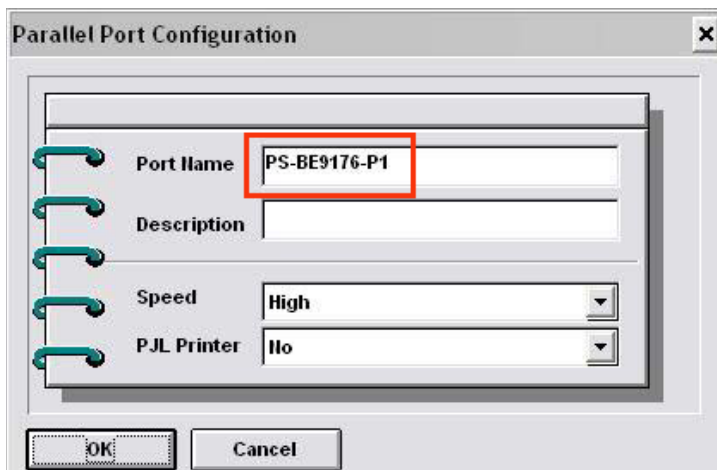 Parallel Port Configuration
Port Name PS-BE9176-P1
Description
Speed High
PJL Printer No
OK Cancel